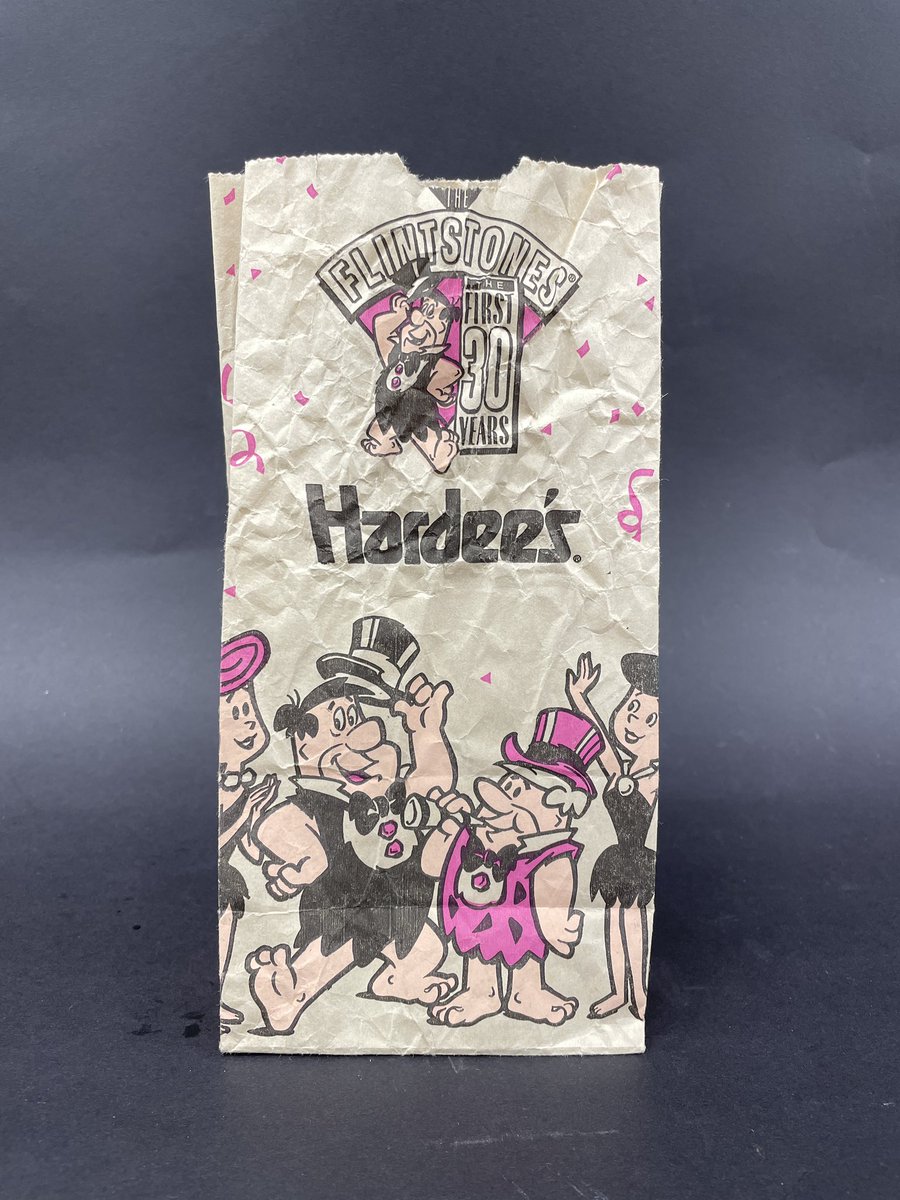 THE
FLINTSTONES®
THE
FIRST
30
YEARS
Hardee's®